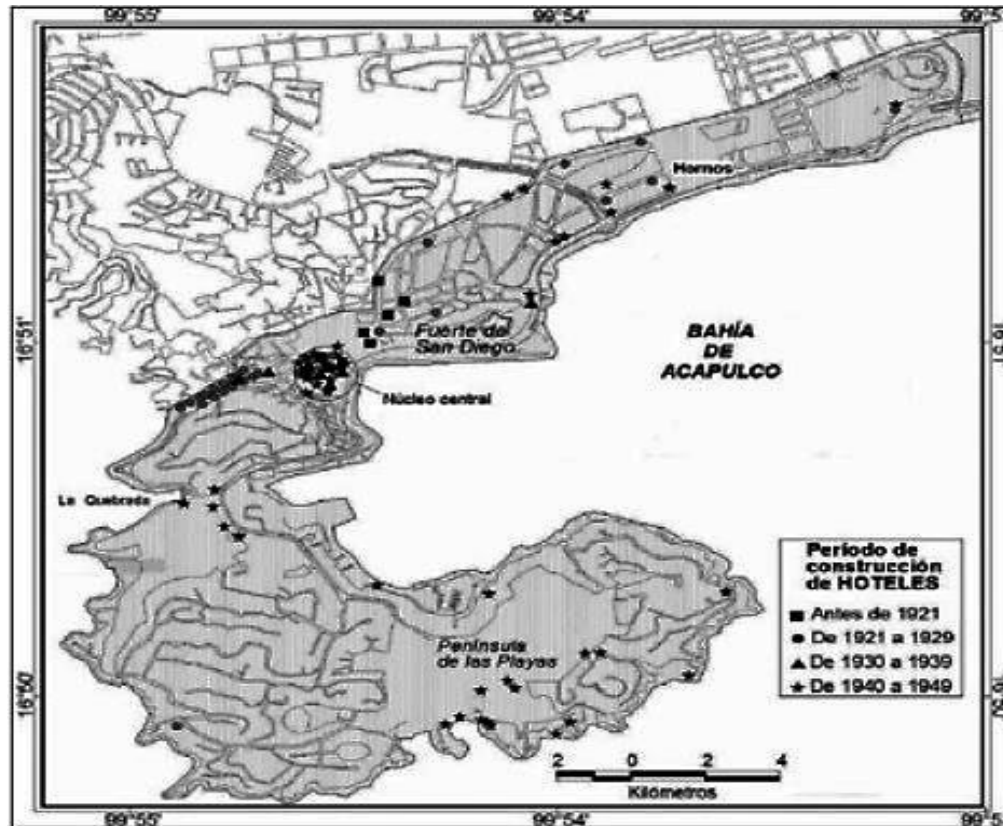 99°55'
99°54'
Hornos
16°51'
Fuerte de
San Diego
BAHÍA
DE
ACAPULCO
Núcleo central
La Quebrada
Período de
construcción
de HOTELES
Antes de 1921
De 1921 a 1929
De 1930 a 1939
De 1940 a 1949
Península
de las Playas
16°50'
2 0 2 4
Kilómetros
99°55'
99°54'